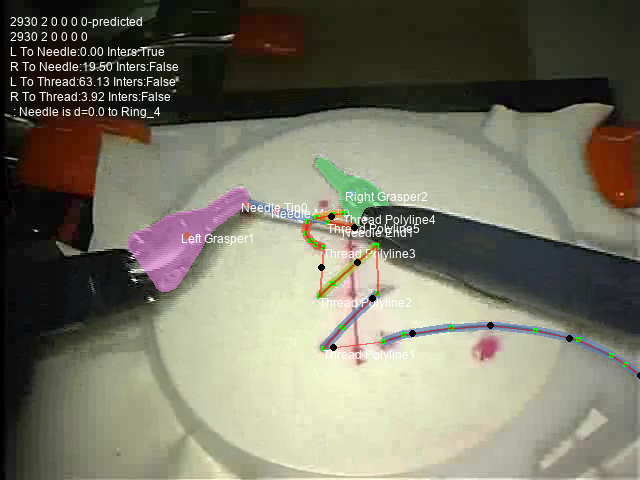 2930 2 0 0 0 0-predicted
2930 2 0 0 0 0
L To Needle:0.00 Inters:True
R To Needle:19.50 Inters:False
L To Thread:63.13 Inters:False
R To Thread:3.92 Inters:False
: Needle is d=0.0 to Ring_4
Right Grasper2
Needle Tip0
Needle
Thread Polyline4
Thread Polyline5
Needle End1
Left Grasper1
Thread Polyline3
Thread Polyline2
Thread Polyline1